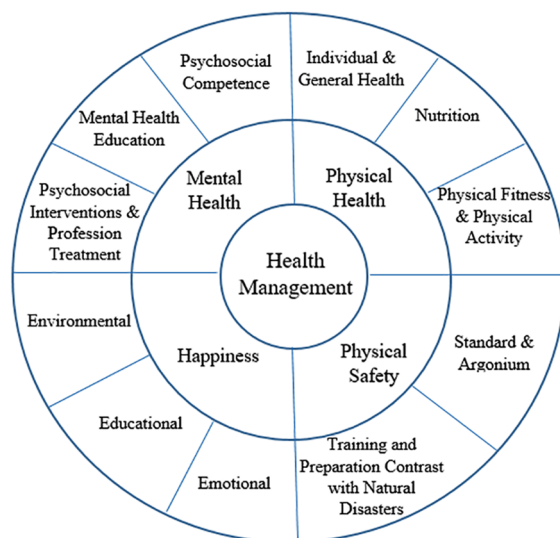 Psychosocial
Competence
Individual &
General Health
Mental Health
Education
Nutrition
Psychosocial
Interventions &
Profession
Treatment
Mental
Health
Physical
Health
Physical Fitness
& Physical
Activity
Health
Management
Environmental
Happiness
Physical
Safety
Standard &
Argonium
Educational
Emotional
Training and
Preparation Contrast
with Natural
Disasters